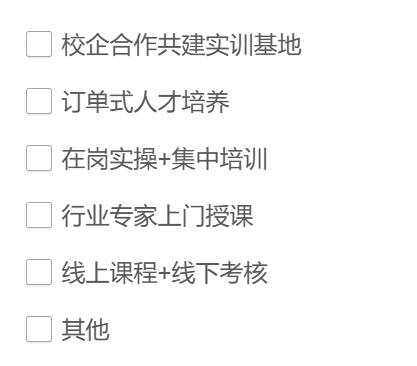 校企合作共建实训基地
订单式人才培养
在岗实操+集中培训
行业专家上门授课
线上课程+线下考核
其他